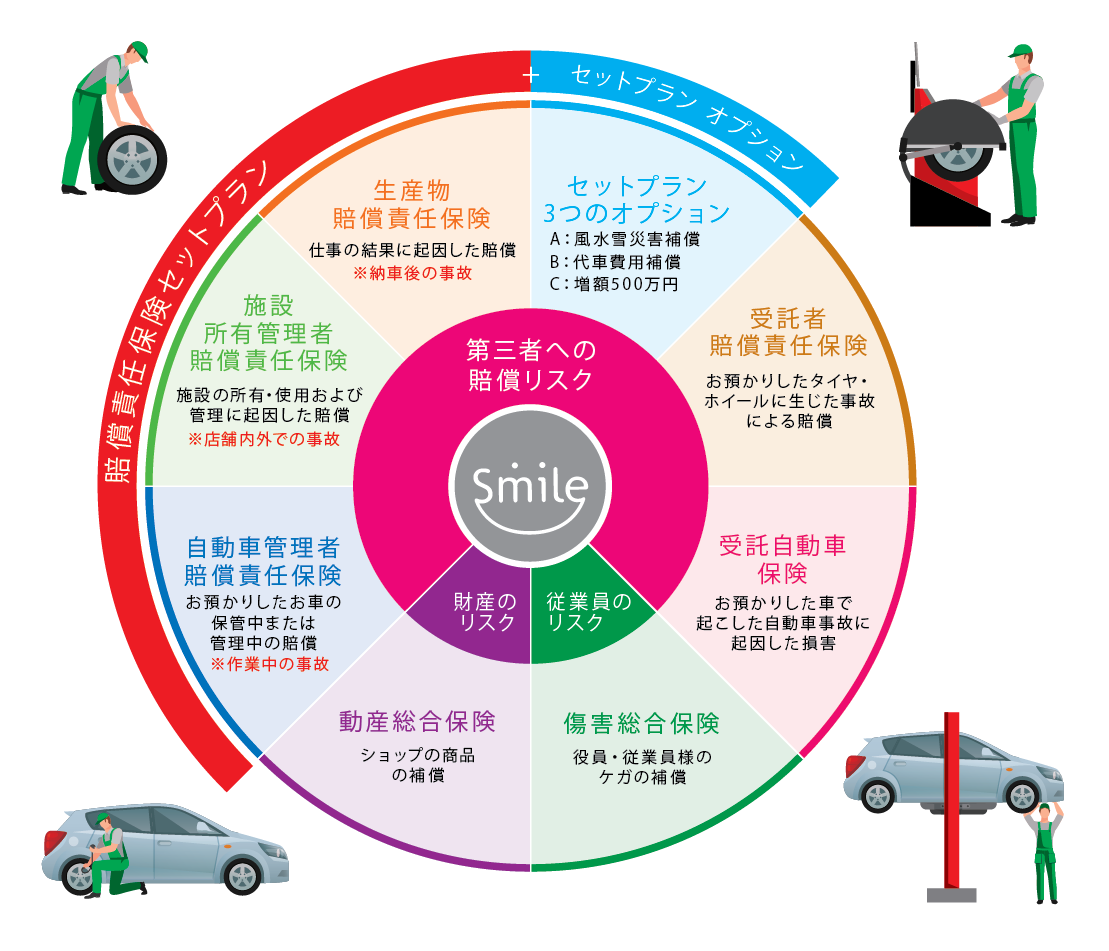 賠償責任保険セットプラン
+ セットプラン オプション
生産物
賠償責任保険
仕事の結果に起因した賠償
※納車後の事故
セットプラン
3つのオプション
A：風水雪災害補償
B：代車費用補償
C：増額500万円
施設
所有管理者
賠償責任保険
施設の所有・使用および
管理に起因した賠償
※店舗内外での事故
受託者
賠償責任保険
お預かりしたタイヤ・
ホイールに生じた事故
による賠償
第三者への
賠償リスク
Smile
自動車管理者
賠償責任保険
お預かりしたお車の
保管中または
管理中の賠償
※作業中の事故
受託自動車
保険
お預かりした車で
起こした自動車事故に
起因した損害
財産の
リスク
従業員の
リスク
動産総合保険
ショップの商品
の補償
傷害総合保険
役員・従業員様の
ケガの補償